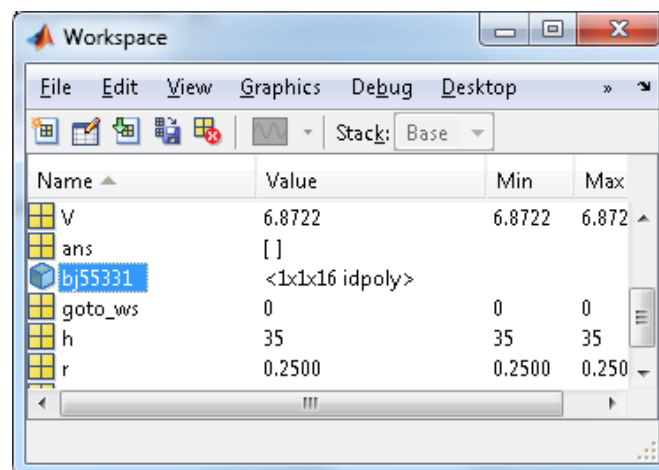 Workspace
File Edit View Graphics Debug Desktop »
Stack: Base
Name Value Min Max
V 6.8722 6.8722 6.872
ans [ ]
bj55331 <1x1x16 idpoly>
goto_ws 0 0 0
h 35 35 35
r 0.2500 0.2500 0.250